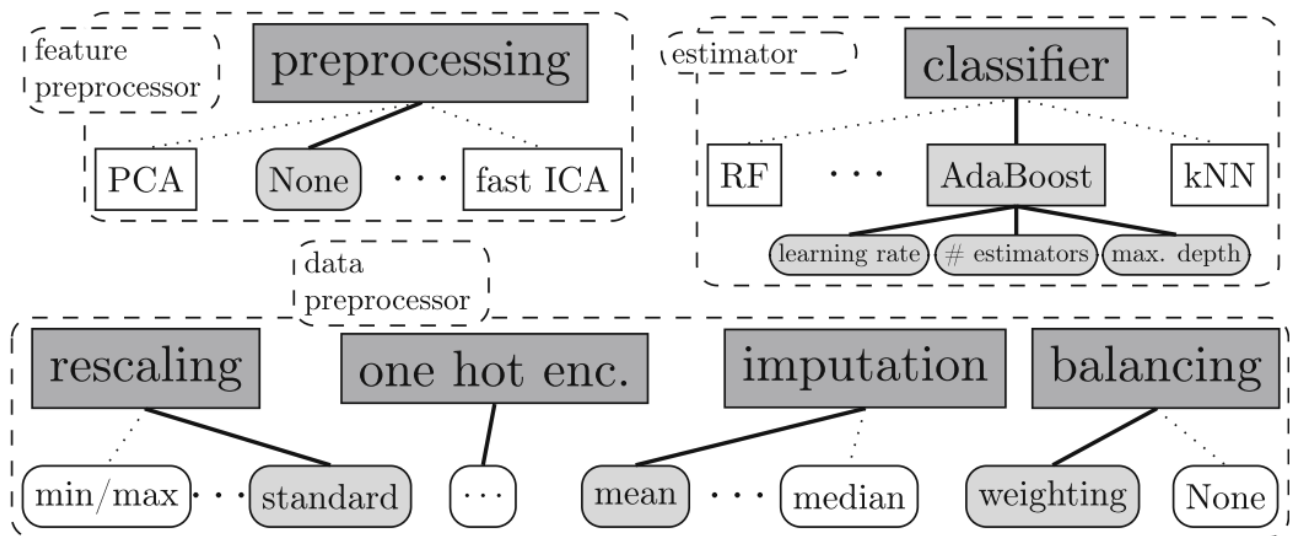 feature
preprocessor
preprocessing
PCA
None
· · ·
fast ICA
estimator
classifier
RF
· · ·
AdaBoost
kNN
learning rate
# estimators
max. depth
data
preprocessor
rescaling
one hot enc.
imputation
balancing
min/max
· · ·
standard
· · ·
mean
· · ·
median
weighting
None